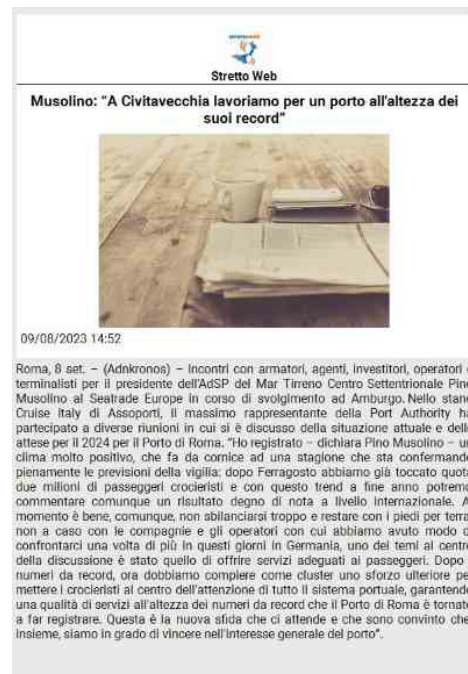 Stretto Web
Musolino: “A Civitavecchia lavoriamo per un porto all'altezza dei
suoi record”
09/08/2023 14:52
Roma, 8 set. – (Adnkronos) – Incontri con armatori, agenti, investitori, operatori e
terminalisti per il presidente dell'AdSP del Mar Tirreno Centro Settentrionale Pino
Musolino al Seatrade Europe in corso di svolgimento ad Amburgo. Nello stand
Cruise Italy di Assoporti, il massimo rappresentante della Port Authority ha
partecipato a diverse riunioni in cui si è discusso della situazione attuale e delle
attese per il 2024 per il Porto di Roma. “Ho registrato – dichiara Pino Musolino – un
clima molto positivo, che fa da cornice ad una stagione che sta confermando
pienamente le previsioni della vigilia: dopo Ferragosto abbiamo già toccato quota
due milioni di passeggeri crocieristi e con questo trend a fine anno potremo
commentare comunque un risultato degno di nota a livello internazionale. Al
momento è bene, comunque, non sbilanciarsi troppo e restare con i piedi per terra:
non a caso con le compagnie e gli operatori con cui abbiamo avuto modo di
confrontarci una volta di più in questi giorni in Germania, uno dei temi al centro
della discussione è stato quello di offrire servizi adeguati ai passeggeri. Dopo i
numeri da record, ora dobbiamo compiere come cluster uno sforzo ulteriore per
mettere i crocieristi al centro dell'attenzione di tutto il sistema portuale, garantendo
una qualità di servizi all'altezza dei numeri da record che il Porto di Roma è tornato
a far registrare. Questa è la nuova sfida che ci attende e che sono convinto che,
insieme, siamo in grado di vincere nell'interesse generale del porto”.